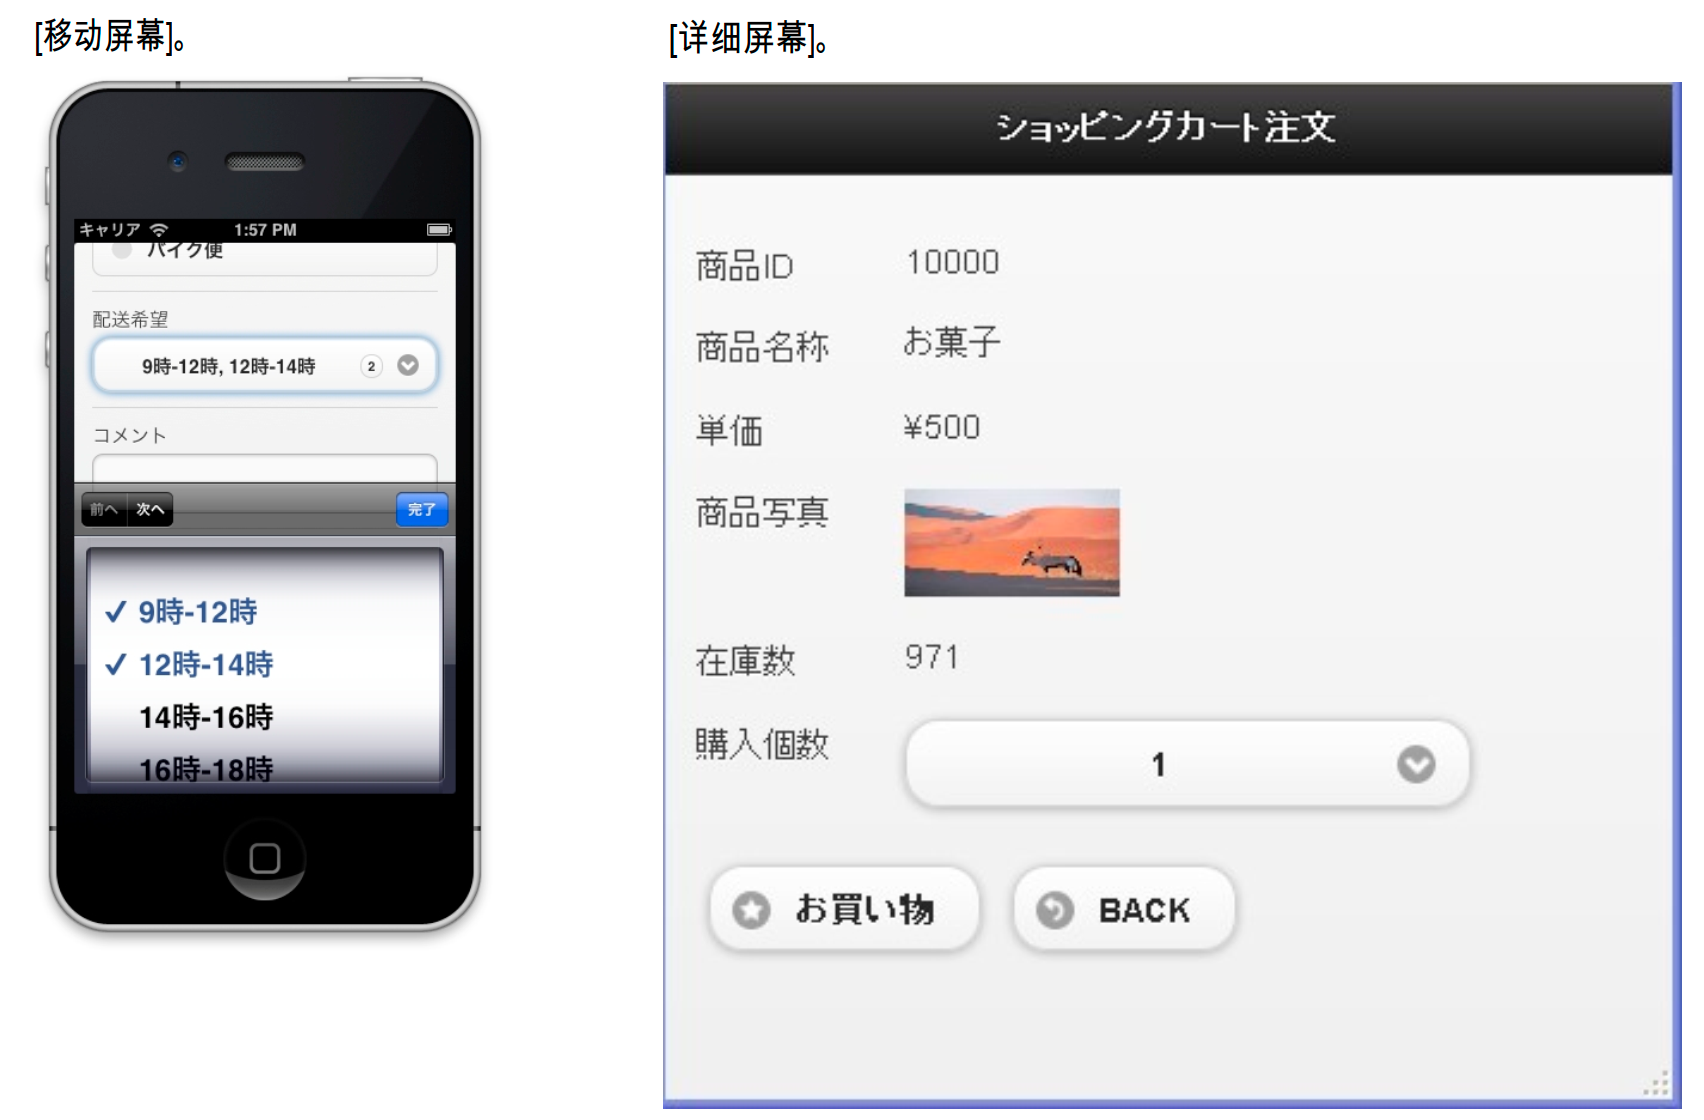 [移动屏幕]。
キャリア 1:57 PM
バイク便
配送希望
9時-12時, 12時-14時 2
コメント
前へ 次へ 完了
✓ 9時-12時
✓ 12時-14時
14時-16時
16時-18時
[详细屏幕]。
ショッピングカート注文
商品ID 10000
商品名称 お菓子
単価 ¥500
商品写真
在庫数 971
購入個数 1
お買い物 BACK